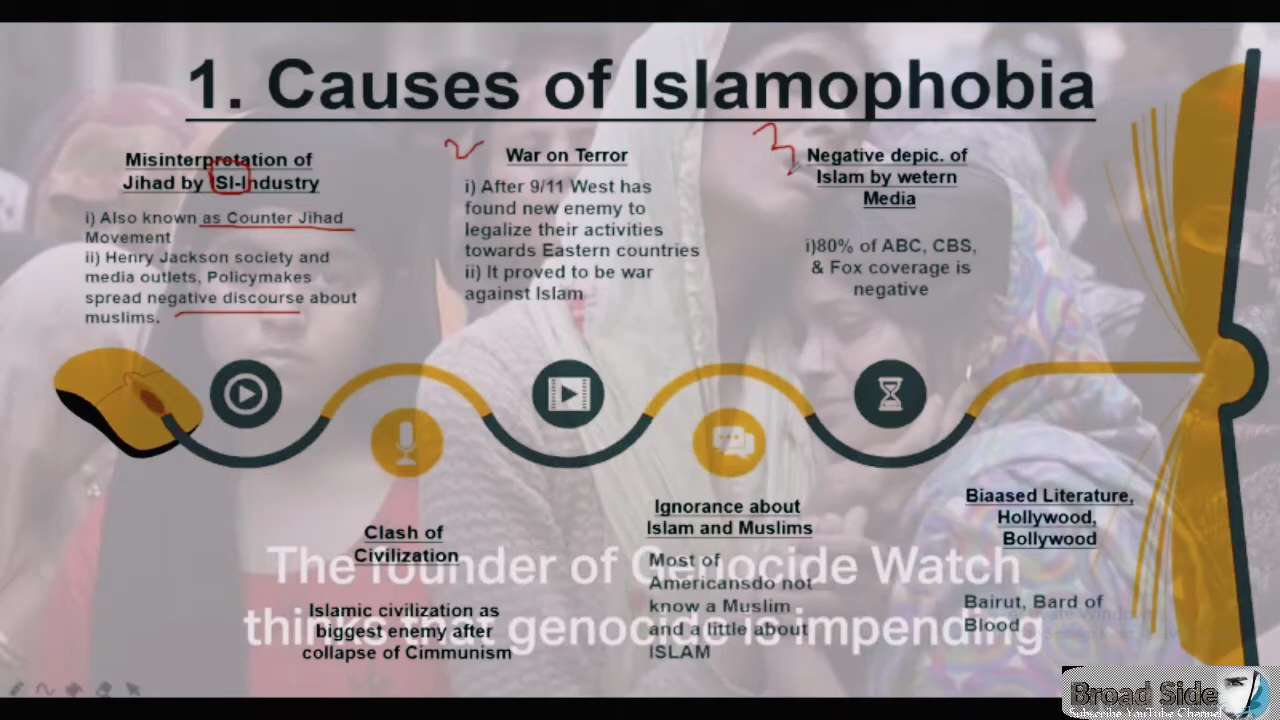 1. Causes of Islamophobia
Misinterpretation of
Jihad by ISI-Industry
i) Also known as Counter Jihad
Movement
ii) Henry Jackson society and
media outlets, Policymakes
spread negative discourse about
muslims.
War on Terror
i) After 9/11 West has
found new enemy to
legalize their activities
towards Eastern countries
ii) It proved to be war
against Islam
Negative depic. of
Islam by wetern
Media
i)80% of ABC, CBS,
& Fox coverage is
negative
Clash of
Civilization
Islamic civilization as
biggest enemy after
collapse of Cimmunism
Ignorance about
Islam and Muslims
Most of
Americansdo not
know a Muslim
and a little about
ISLAM
Biaased Literature,
Hollywood,
Bollywood
Bairut, Bard of
Blood
The founder of Genocide Watch
thinks that genocide is impending
Broad Side
Subscribe YouTube Channel